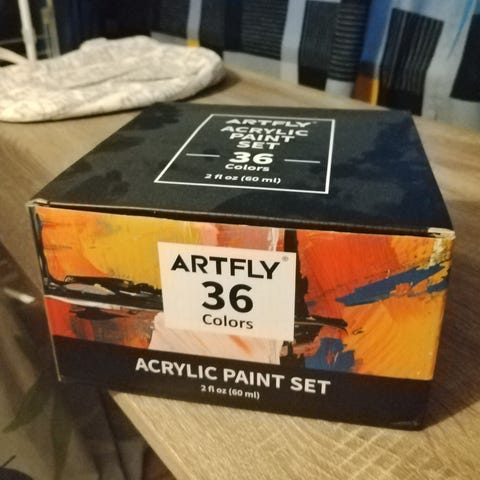 ARTFLY
ACRYLIC
PAINT
SET
36
Colors
2 fl oz (60 ml)
ARTFLY®
36
Colors
ACRYLIC PAINT SET
2 fl oz (60 ml)